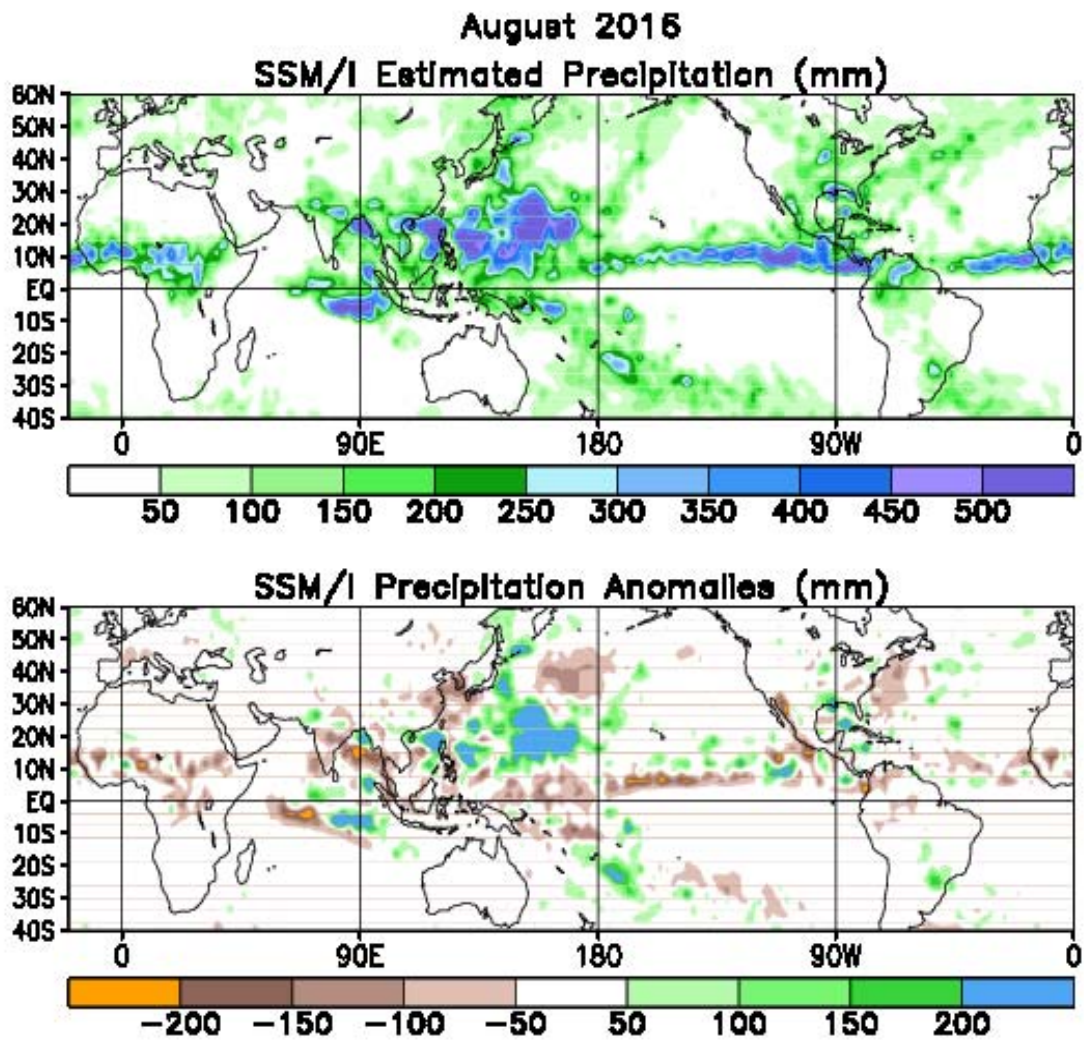 August 2016
SSM/I Estimated Precipitation (mm)
60N
50N
40N
30N
20N
10N
EQ
10S
20S
30S
40S
0 90E 180 90W 0
50 100 150 200 250 300 350 400 450 500
SSM/I Precipitation Anomalies (mm)
60N
50N
40N
30N
20N
10N
EQ
10S
20S
30S
40S
0 90E 180 90W 0
−200 −150 −100 −50 50 100 150 200